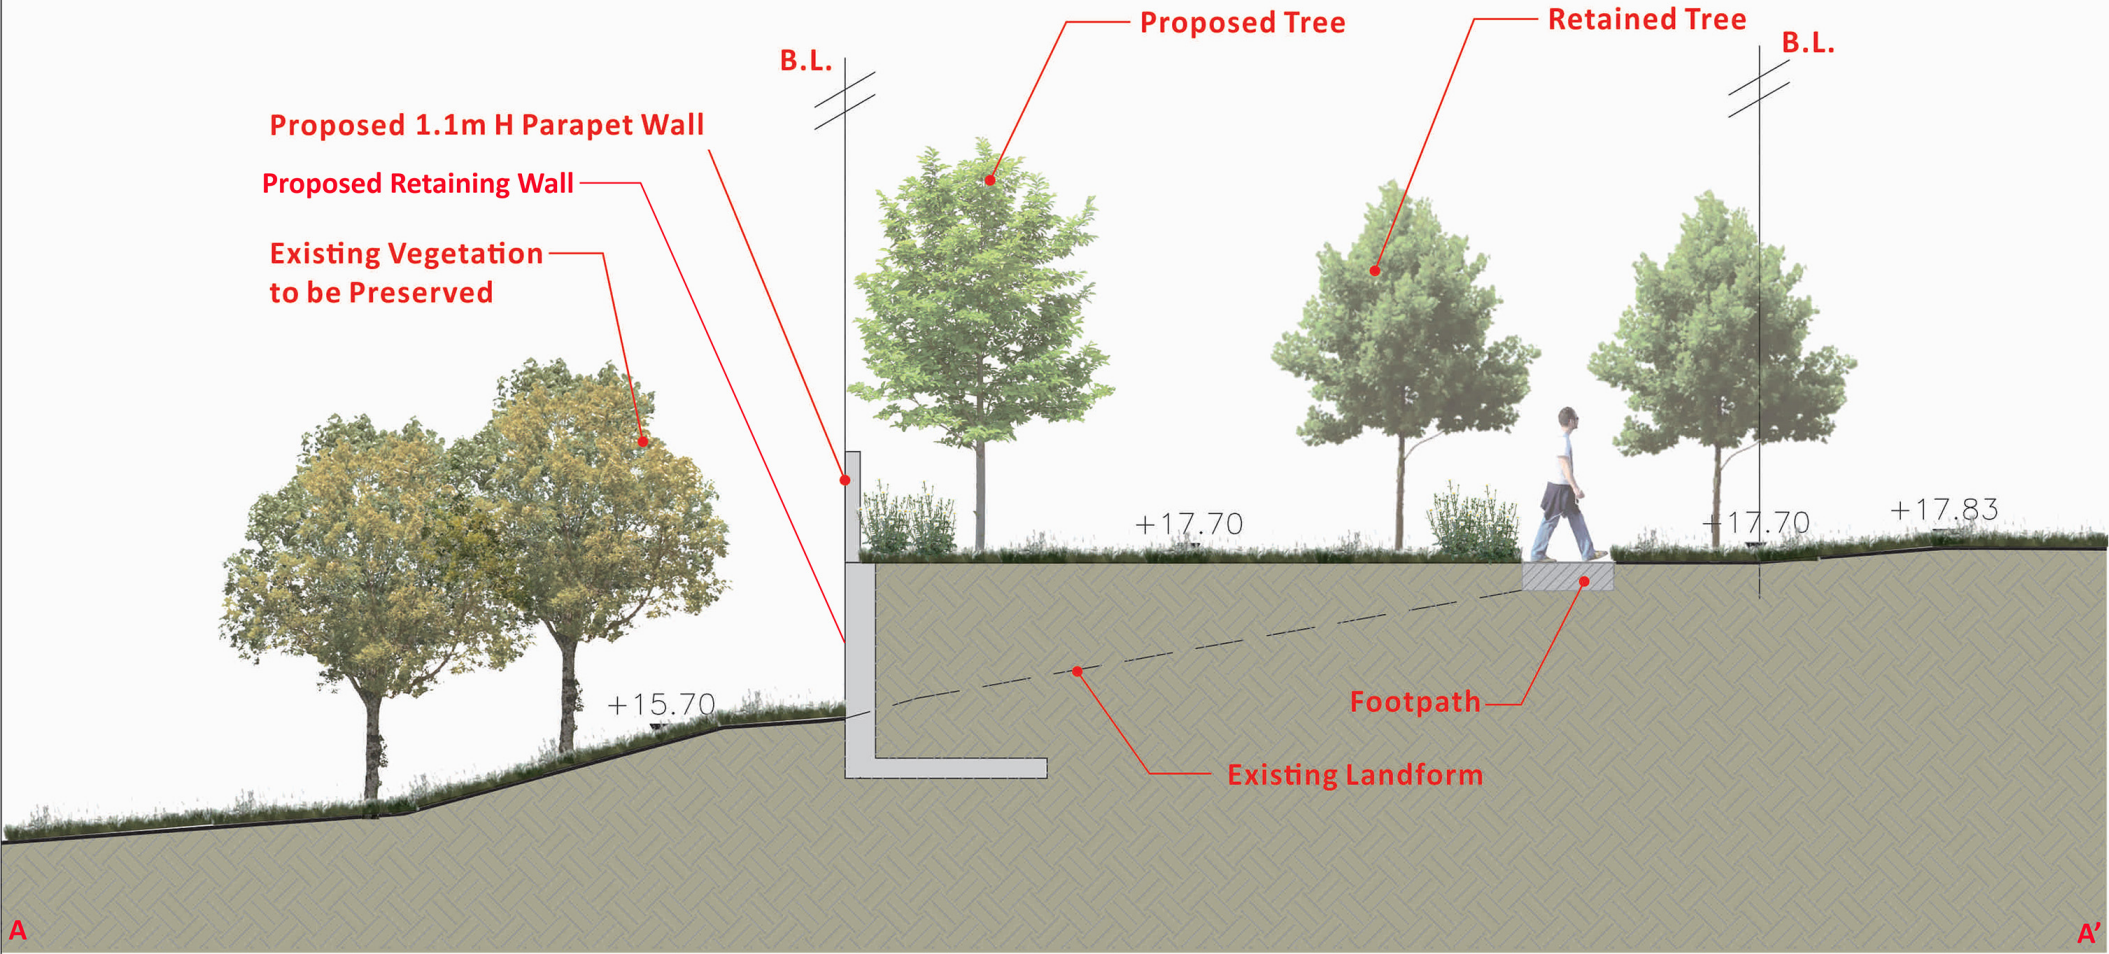 Proposed Tree
Retained Tree
B.L.
B.L.
Proposed 1.1m H Parapet Wall
Proposed Retaining Wall
Existing Vegetation
to be Preserved
+17.70
+17.70
+17.83
+15.70
Footpath
Existing Landform
A
A’